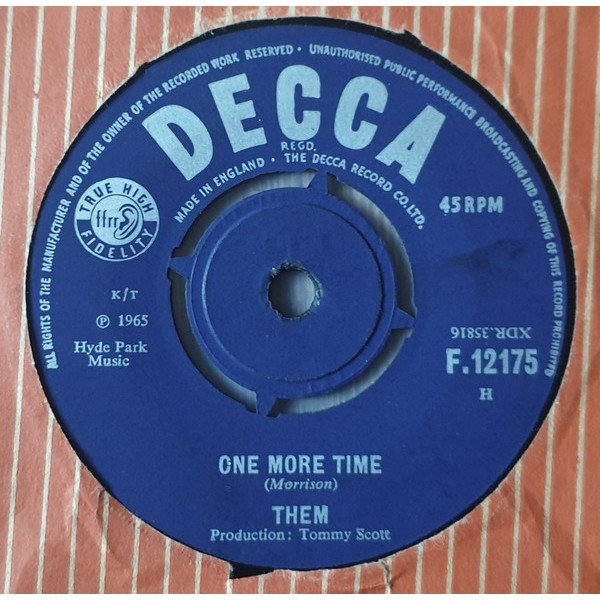 ALL RIGHTS OF THE MANUFACTURER AND OF THE OWNER OF THE RECORDED WORK RESERVED · UNAUTHORISED PUBLIC PERFORMANCE BROADCASTING AND COPYING OF THIS RECORD PROHIBITED
DECCA
REGD.
MADE IN ENGLAND · THE DECCA RECORD CO. LTD.
TRUE HIGH
ffrr
FIDELITY
45 RPM
K/T
℗ 1965
Hyde Park
Music
XDR.35816
F.12175
H
ONE MORE TIME
(Morrison)
THEM
Production: Tommy Scott